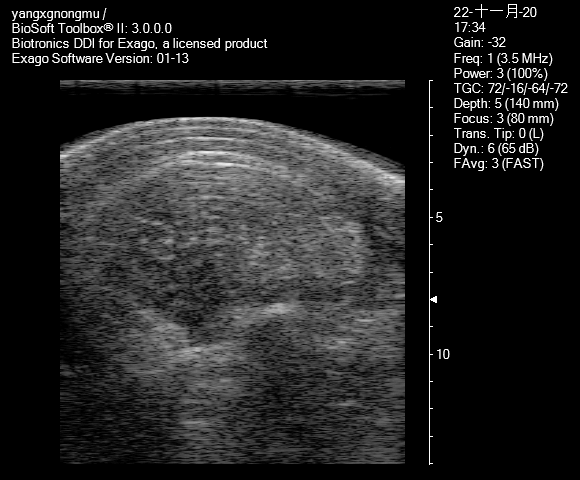 yangxgnongmu /
BioSoft Toolbox® II: 3.0.0.0
Biotronics DDI for Exago, a licensed product
Exago Software Version: 01-13
22-十一月-20
17:34
Gain: -32
Freq: 1 (3.5 MHz)
Power: 3 (100%)
TGC: 72/-16/-64/-72
Depth: 5 (140 mm)
Focus: 3 (80 mm)
Trans. Tip: 0 (L)
Dyn.: 6 (65 dB)
FAvg: 3 (FAST)
5
10